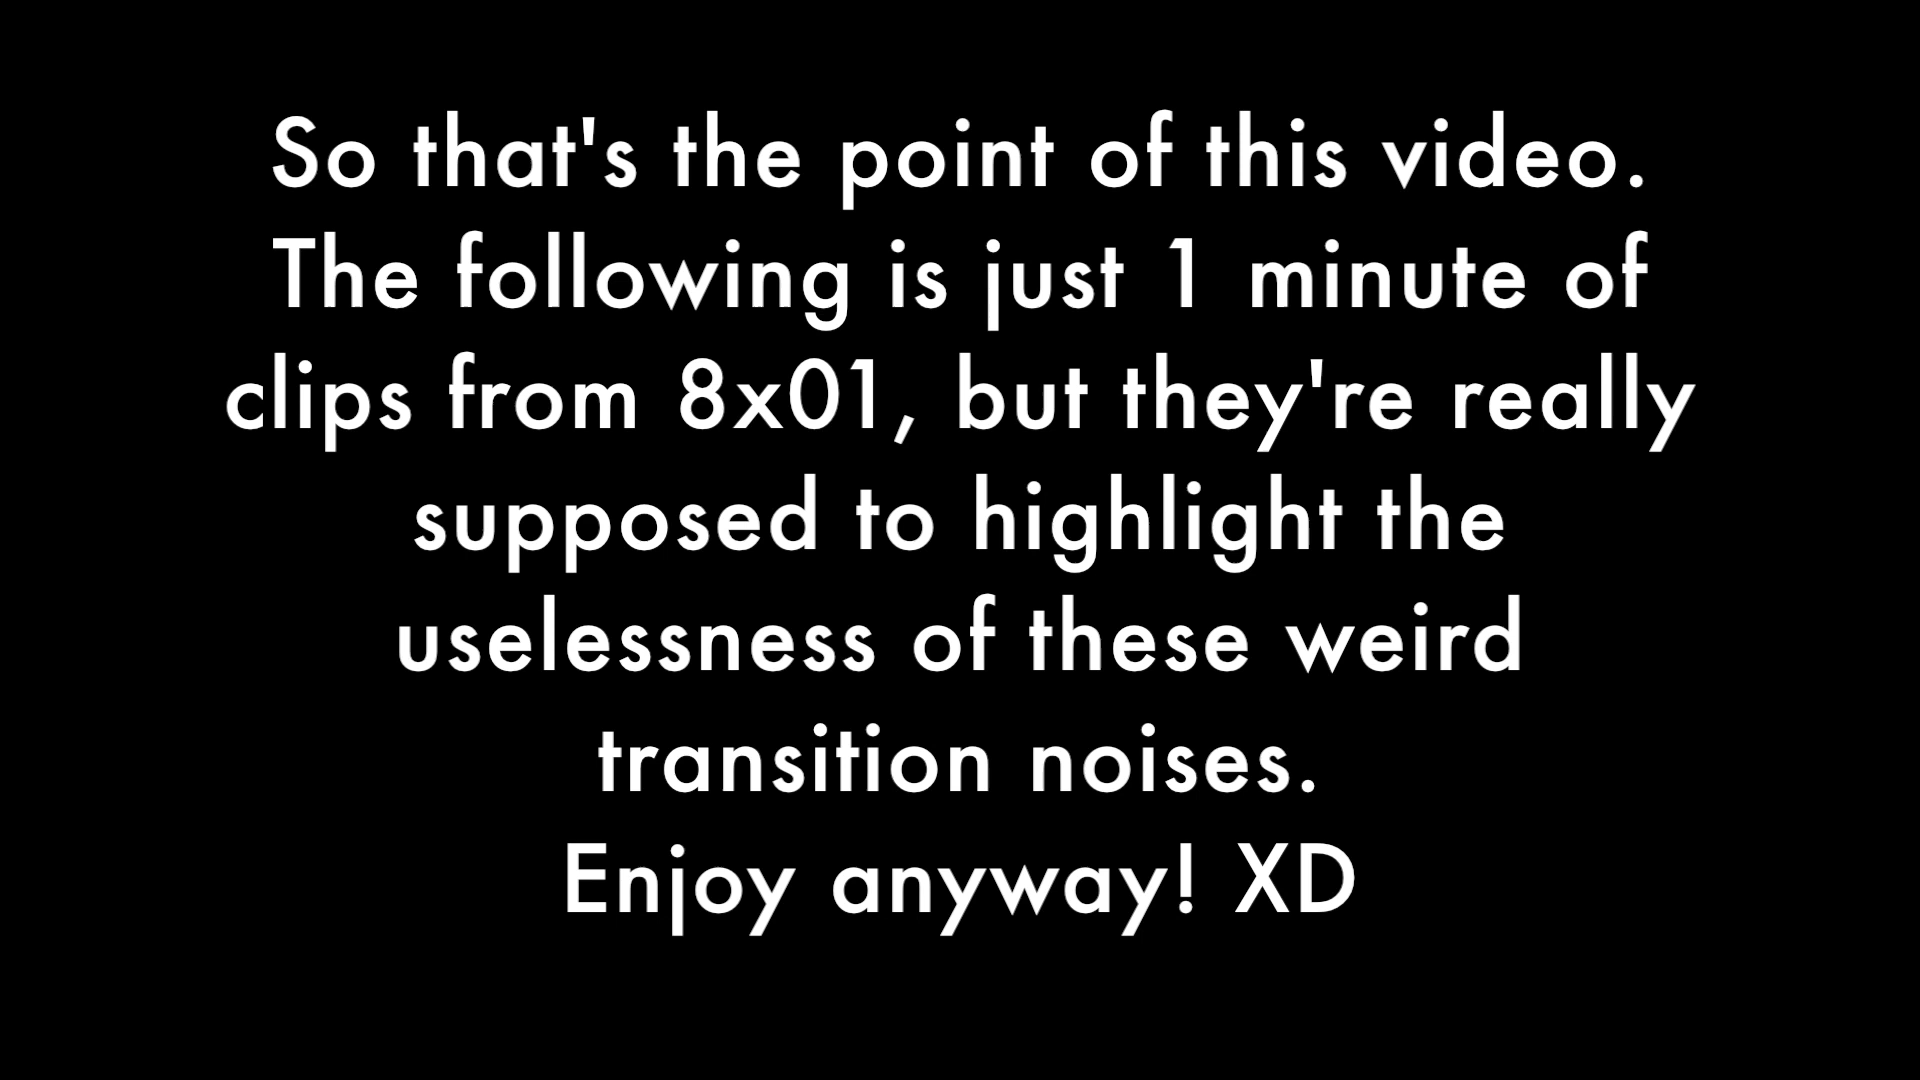 So that's the point of this video.
The following is just 1 minute of
clips from 8x01, but they're really
supposed to highlight the
uselessness of these weird
transition noises.
Enjoy anyway! XD